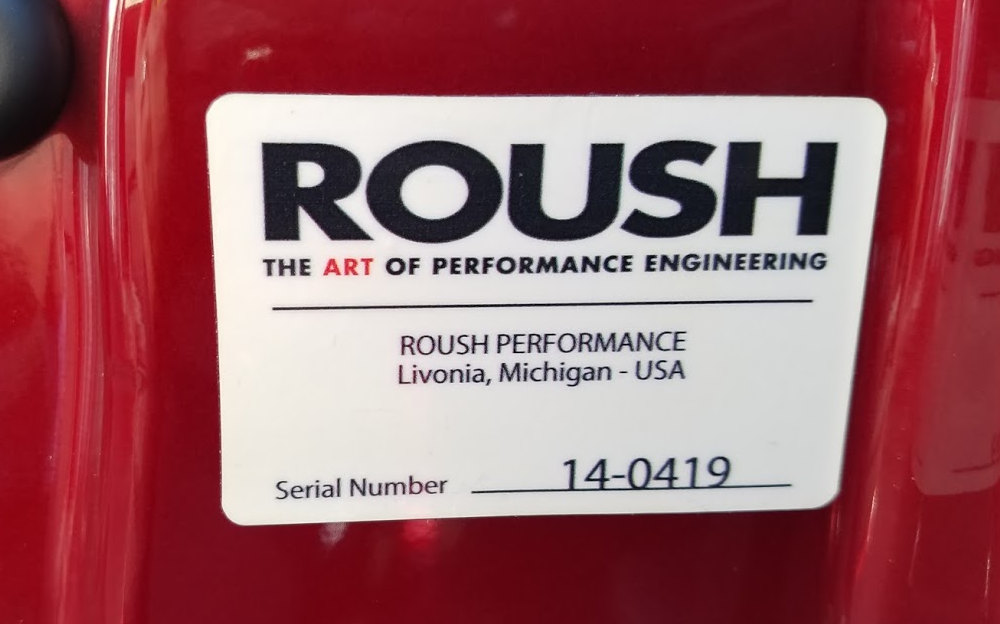 ROUSH
THE ART OF PERFORMANCE ENGINEERING
ROUSH PERFORMANCE
Livonia, Michigan - USA
Serial Number 14-0419